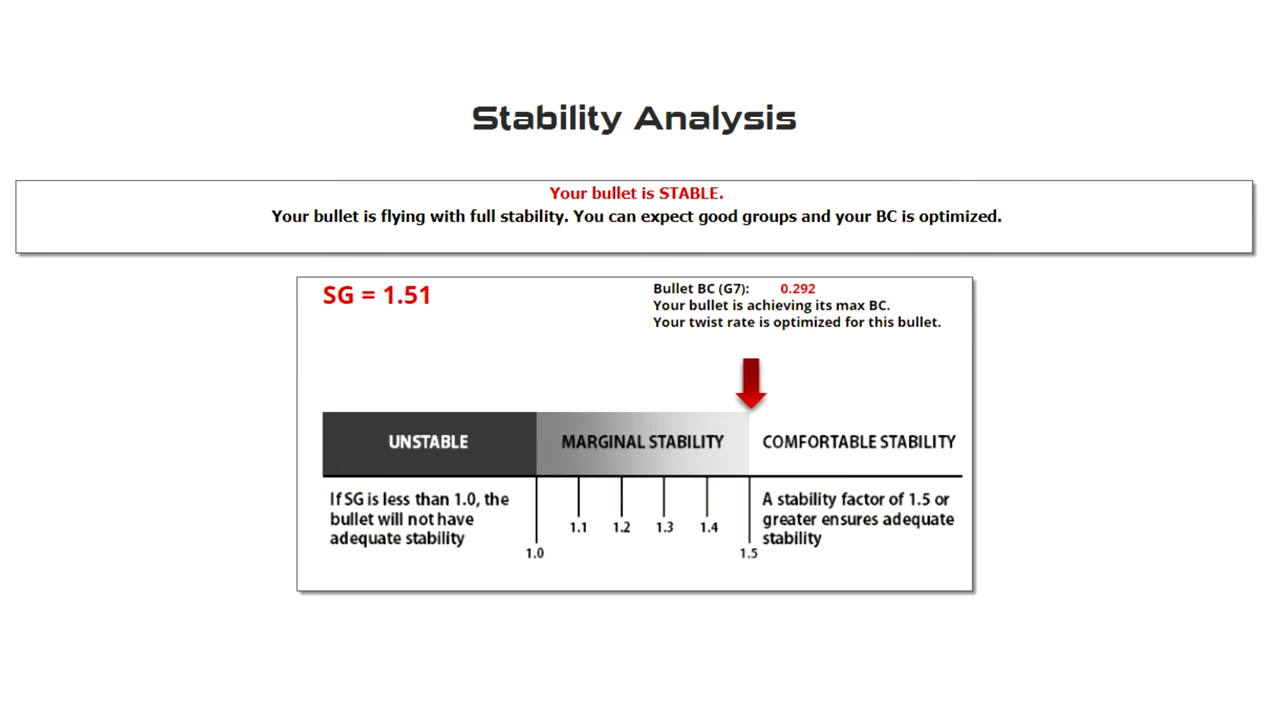 Stability Analysis
Your bullet is STABLE.
Your bullet is flying with full stability. You can expect good groups and your BC is optimized.
SG = 1.51
Bullet BC (G7): 0.292
Your bullet is achieving its max BC.
Your twist rate is optimized for this bullet.
UNSTABLE
MARGINAL STABILITY
COMFORTABLE STABILITY
If SG is less than 1.0, the
bullet will not have
adequate stability
1.0
1.1
1.2
1.3
1.4
1.5
A stability factor of 1.5 or
greater ensures adequate
stability